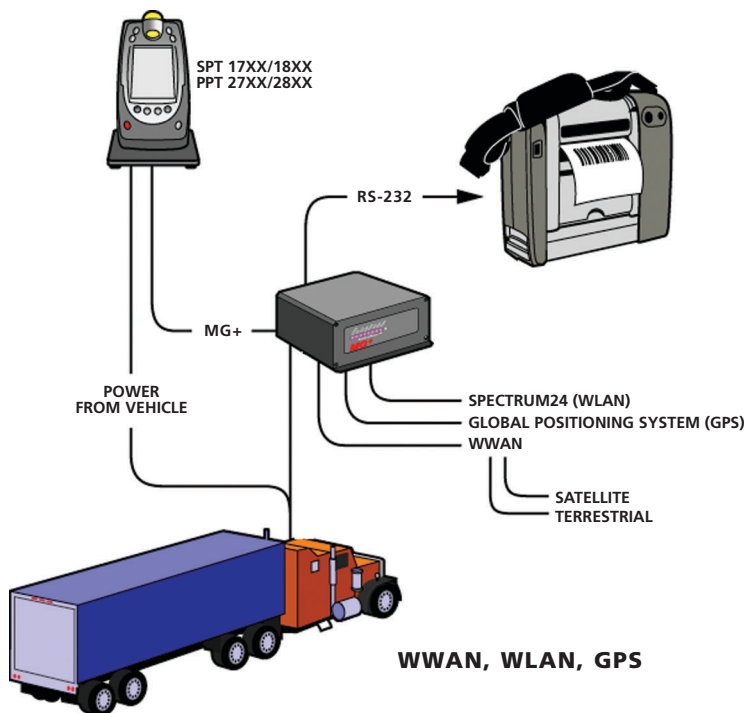 SPT 17XX/18XX
PPT 27XX/28XX
RS-232
MG+
POWER
FROM VEHICLE
SPECTRUM24 (WLAN)
GLOBAL POSITIONING SYSTEM (GPS)
WWAN
SATELLITE
TERRESTRIAL
WWAN, WLAN, GPS